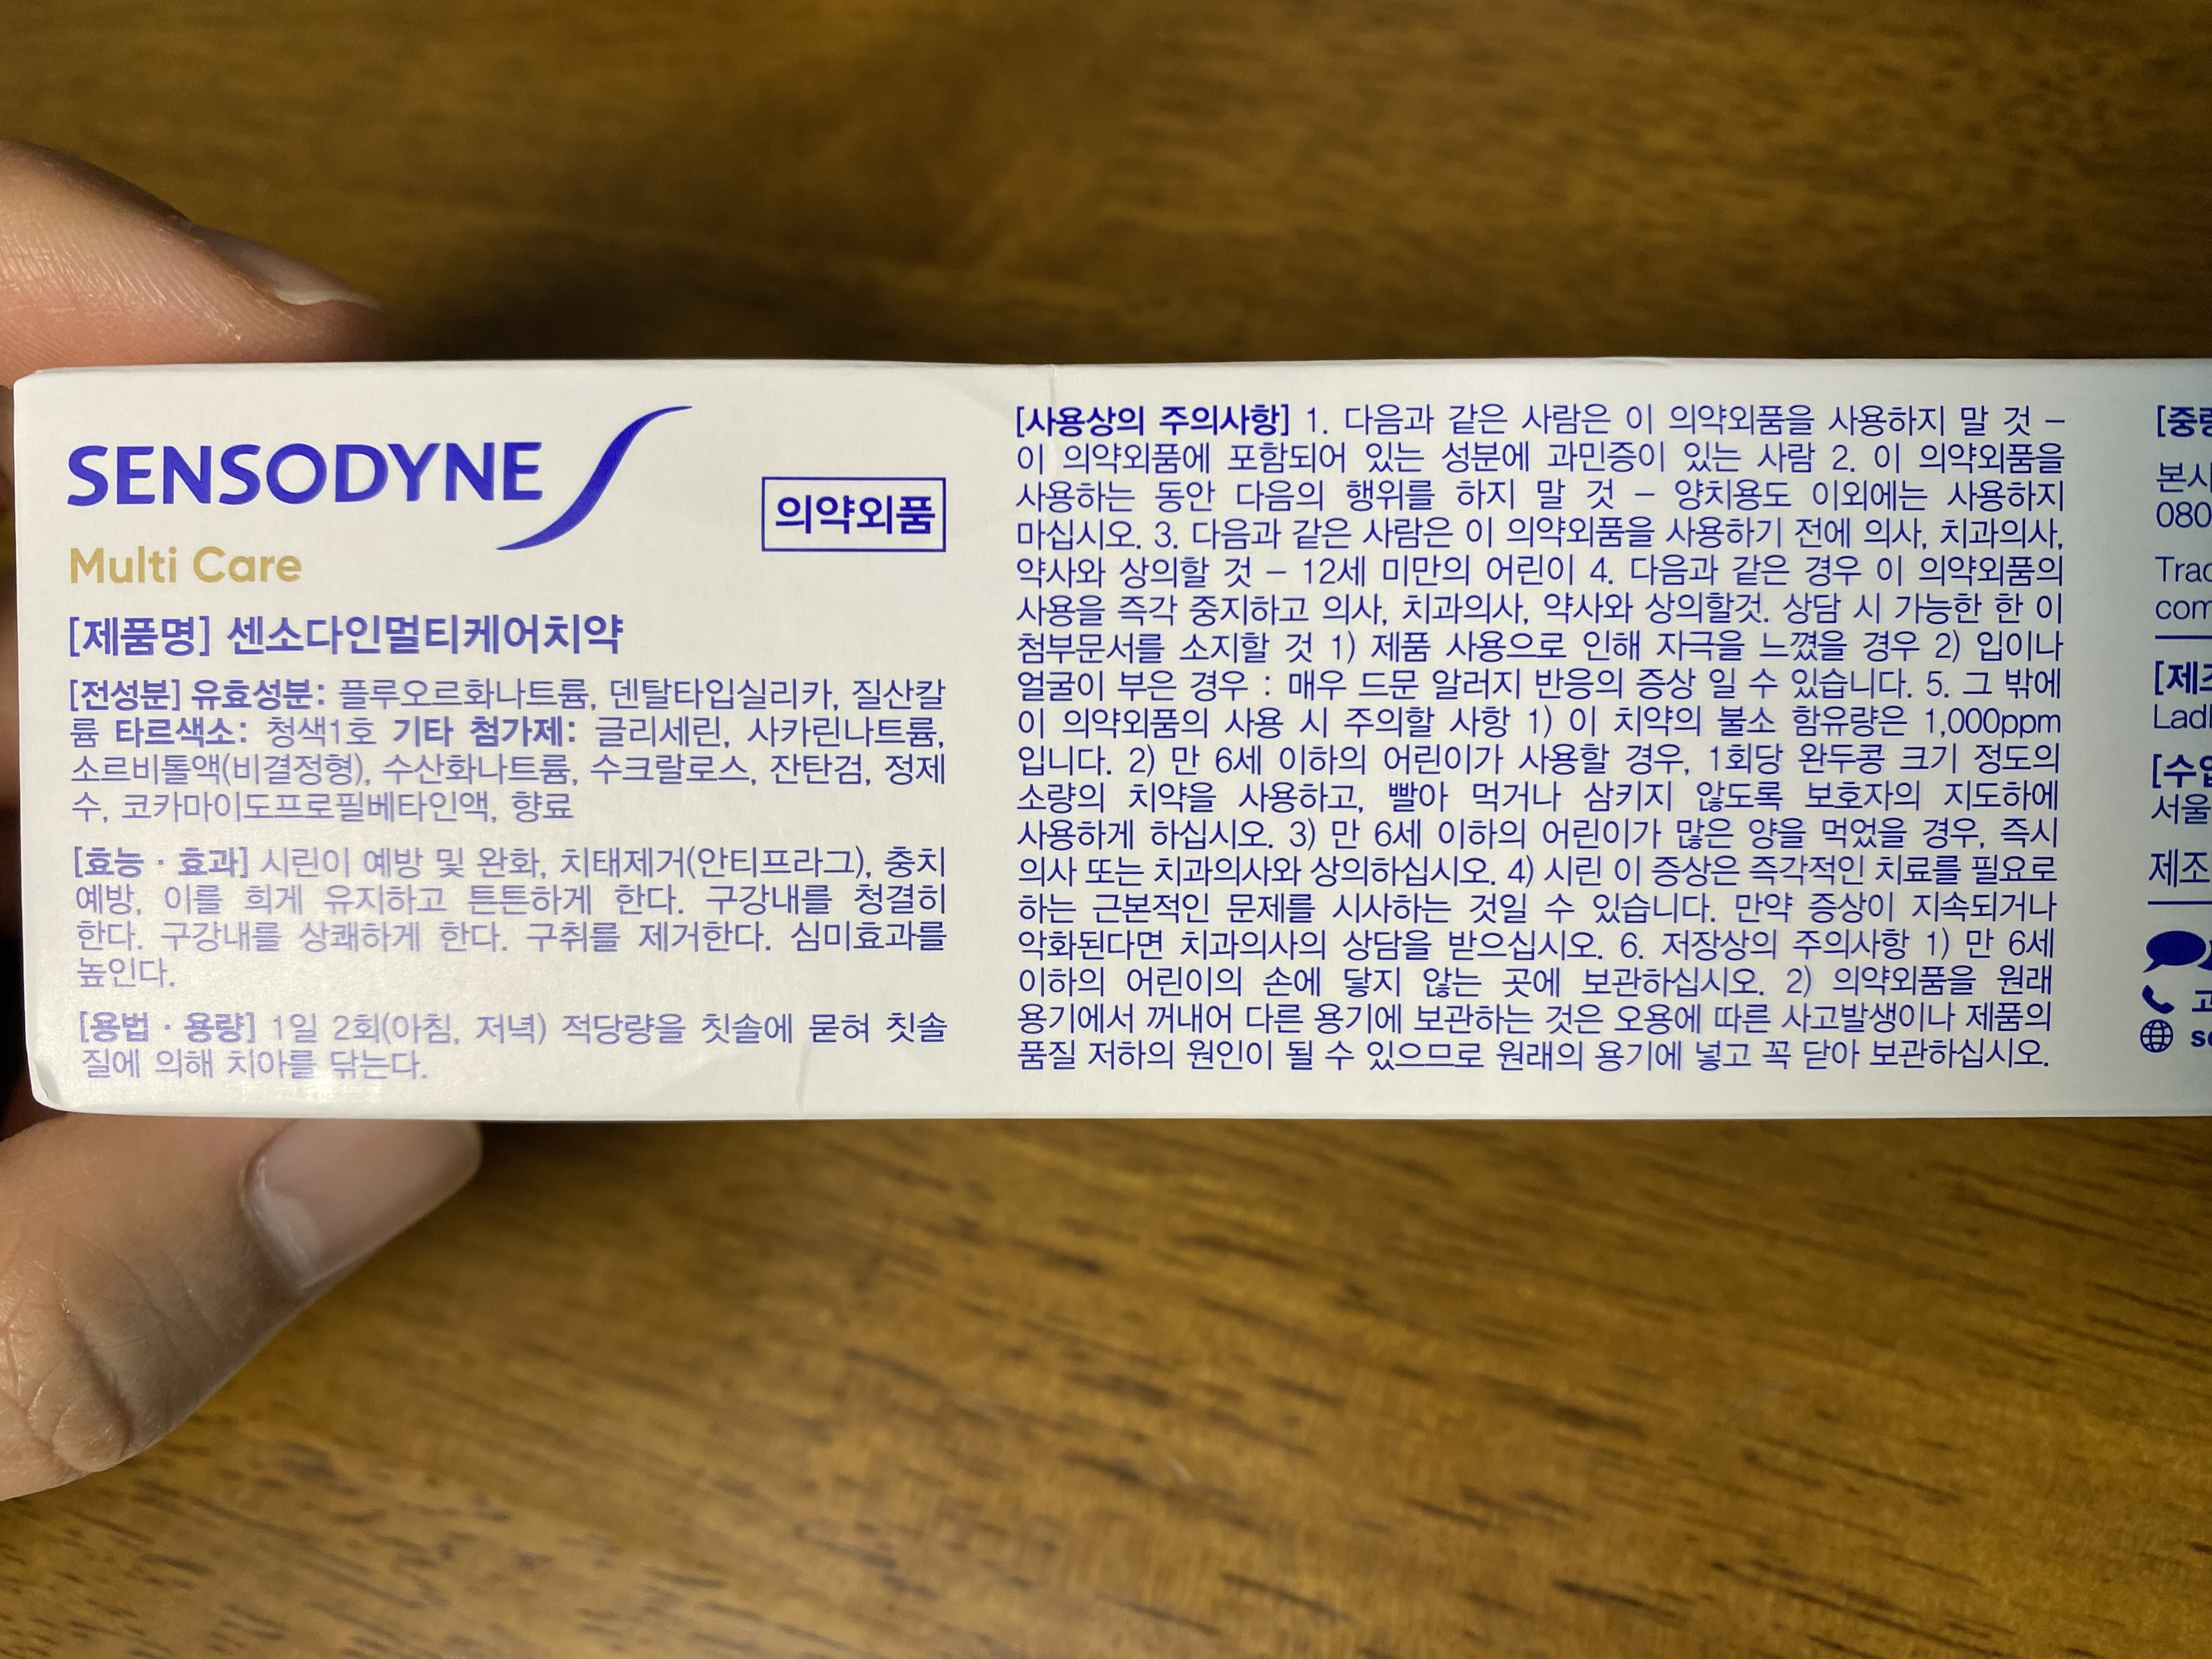 SENSODYNE
의약외품
Multi Care
[제품명] 센소다인멀티케어치약
[전성분] 유효성분: 플루오르화나트륨, 덴탈타입실리카, 질산칼
륨 타르색소: 청색1호 기타 첨가제: 글리세린, 사카린나트륨,
소르비톨액(비결정형), 수산화나트륨, 수크랄로스, 잔탄검, 정제
수, 코카마이도프로필베타인액, 향료
[효능 · 효과] 시린이 예방 및 완화, 치태제거(안티프라그), 충치
예방, 이를 희게 유지하고 튼튼하게 한다. 구강내를 청결히
한다. 구강내를 상쾌하게 한다. 구취를 제거한다. 심미효과를
높인다.
[용법 · 용량] 1일 2회(아침, 저녁) 적당량을 칫솔에 묻혀 칫솔
질에 의해 치아를 닦는다.
[사용상의 주의사항] 1. 다음과 같은 사람은 이 의약외품을 사용하지 말 것 –
이 의약외품에 포함되어 있는 성분에 과민증이 있는 사람 2. 이 의약외품을
사용하는 동안 다음의 행위를 하지 말 것 – 양치용도 이외에는 사용하지
마십시오. 3. 다음과 같은 사람은 이 의약외품을 사용하기 전에 의사, 치과의사,
약사와 상의할 것 – 12세 미만의 어린이 4. 다음과 같은 경우 이 의약외품의
사용을 즉각 중지하고 의사, 치과의사, 약사와 상의할것. 상담 시 가능한 한 이
첨부문서를 소지할 것 1) 제품 사용으로 인해 자극을 느꼈을 경우 2) 입이나
얼굴이 부은 경우 : 매우 드문 알러지 반응의 증상 일 수 있습니다. 5. 그 밖에
이 의약외품의 사용 시 주의할 사항 1) 이 치약의 불소 함유량은 1,000ppm
입니다. 2) 만 6세 이하의 어린이가 사용할 경우, 1회당 완두콩 크기 정도의
소량의 치약을 사용하고, 빨아 먹거나 삼키지 않도록 보호자의 지도하에
사용하게 하십시오. 3) 만 6세 이하의 어린이가 많은 양을 먹었을 경우, 즉시
의사 또는 치과의사와 상의하십시오. 4) 시린 이 증상은 즉각적인 치료를 필요로
하는 근본적인 문제를 시사하는 것일 수 있습니다. 만약 증상이 지속되거나
악화된다면 치과의사의 상담을 받으십시오. 6. 저장상의 주의사항 1) 만 6세
이하의 어린이의 손에 닿지 않는 곳에 보관하십시오. 2) 의약외품을 원래
용기에서 꺼내어 다른 용기에 보관하는 것은 오용에 따른 사고발생이나 제품의
품질 저하의 원인이 될 수 있으므로 원래의 용기에 넣고 꼭 닫아 보관하십시오.
본사
080
서울
제조